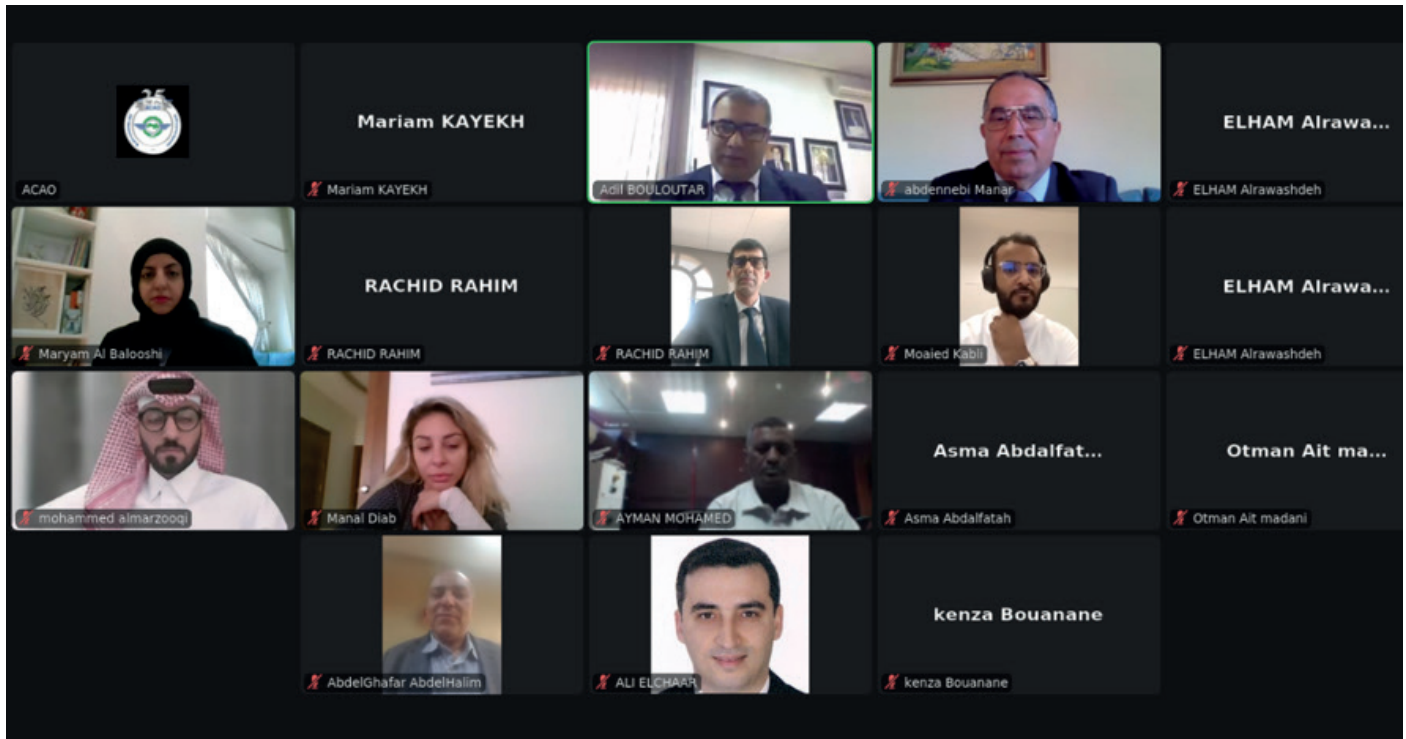 25
ACAO
Mariam KAYEKH
Mariam KAYEKH
Adil BOULOUTAR
abdennebi Manar
ELHAM Alrawa...
ELHAM Alrawashdeh
Maryam Al Balooshi
RACHID RAHIM
RACHID RAHIM
RACHID RAHIM
Moaied Kabli
ELHAM Alrawa...
ELHAM Alrawashdeh
mohammed almarzooqi
Manal Diab
AYMAN MOHAMED
Asma Abdalfat...
Asma Abdalfatah
Otman Ait ma...
Otman Ait madani
AbdelGhafar AbdelHalim
ALI ELCHAAR
kenza Bouanane
kenza Bouanane